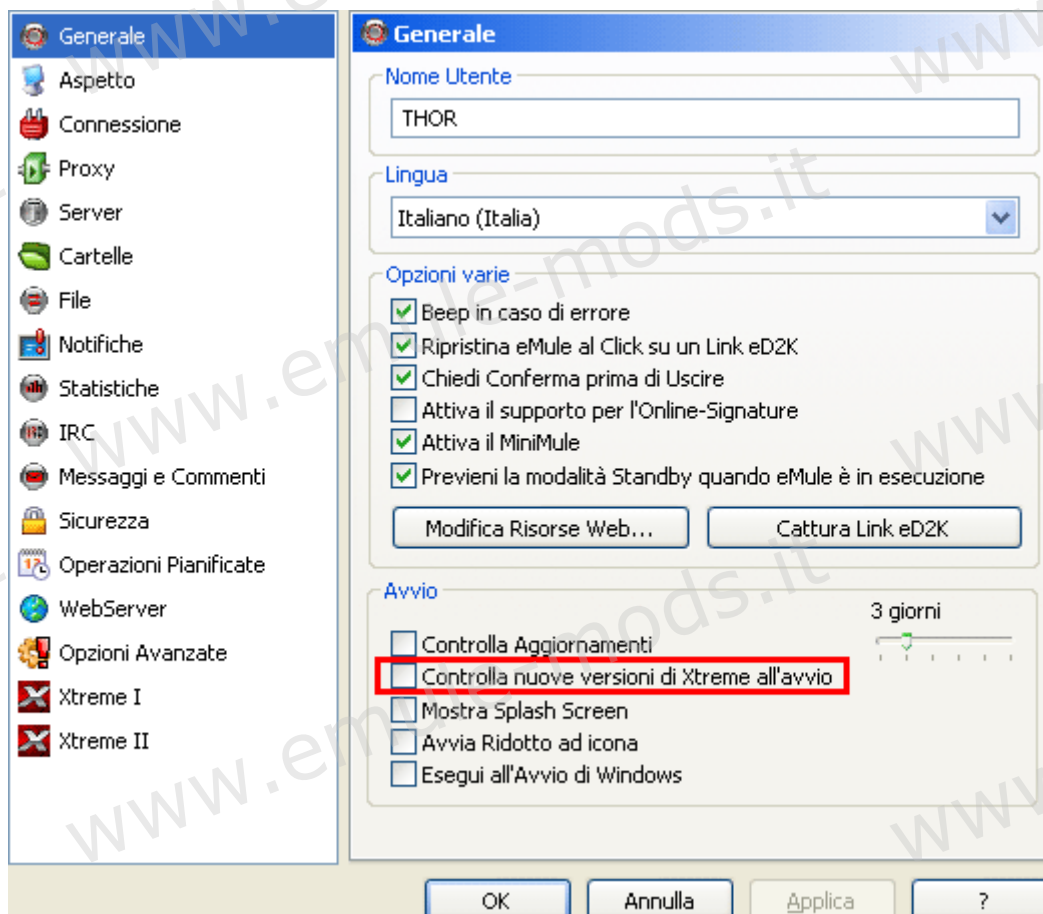 Generale
Aspetto
Connessione
Proxy
Server
Cartelle
File
Notifiche
Statistiche
IRC
Messaggi e Commenti
Sicurezza
Operazioni Pianificate
WebServer
Opzioni Avanzate
Xtreme I
Xtreme II
Generale
Nome Utente
THOR
Lingua
Italiano (Italia)
Opzioni varie
Beep in caso di errore
Ripristina eMule al Click su un Link eD2K
Chiedi Conferma prima di Uscire
Attiva il supporto per l'Online-Signature
Attiva il MiniMule
Previeni la modalità Standby quando eMule è in esecuzione
Modifica Risorse Web... Cattura Link eD2K
Avvio
3 giorni
Controlla Aggiornamenti
Controlla nuove versioni di Xtreme all'avvio
Mostra Splash Screen
Avvia Ridotto ad icona
Esegui all'Avvio di Windows
OK Annulla Applica ?
www.emule-mods.it
www.emule-mods.it